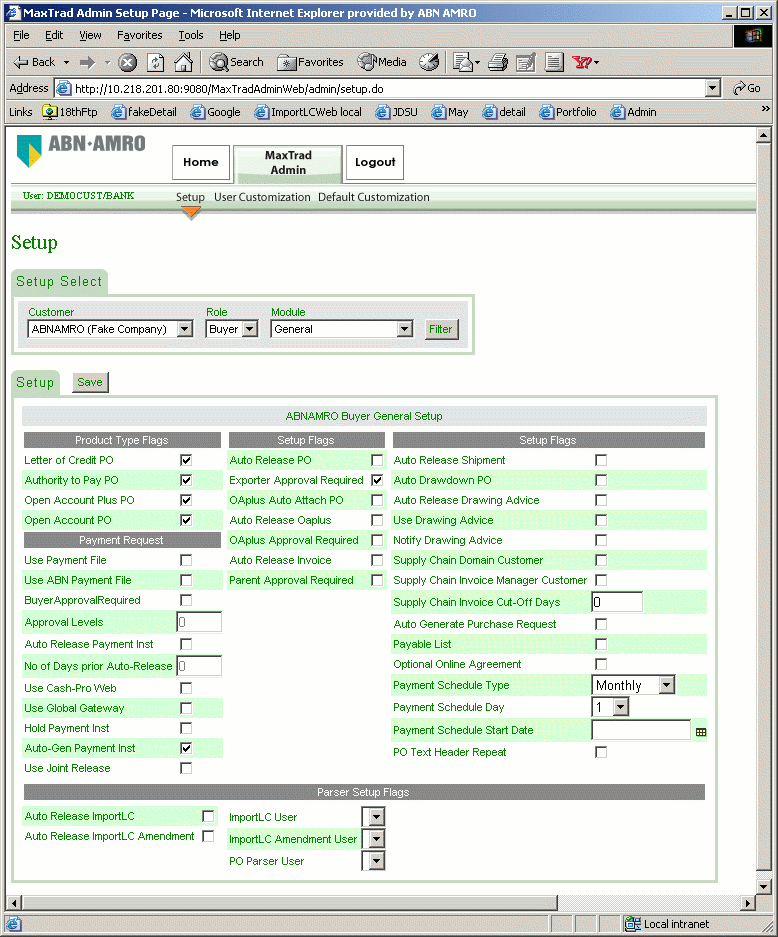 MaxTrad Admin Setup Page - Microsoft Internet Explorer provided by ABN AMRO
File Edit View Favorites Tools Help
Back Search Favorites Media
Address http://10.218.201.80:9080/MaxTradAdminWeb/admin/setup.do Go
Links 18thFtp fakeDetail Google ImportLCWeb local JDSU May detail Portfolio Admin »
ABN·AMRO
Home MaxTrad Admin Logout
User: DEMOCUST/BANK Setup User Customization Default Customization
Setup
Setup Select
Customer Role Module
ABNAMRO (Fake Company) Buyer General Filter
Setup Save
ABNAMRO Buyer General Setup
Product Type Flags Setup Flags Setup Flags
Letter of Credit PO Auto Release PO Auto Release Shipment
Authority to Pay PO Exporter Approval Required Auto Drawdown PO
Open Account Plus PO OAplus Auto Attach PO Auto Release Drawing Advice
Open Account PO Auto Release Oaplus Use Drawing Advice
Payment Request OAplus Approval Required Notify Drawing Advice
Use Payment File Auto Release Invoice Supply Chain Domain Customer
Use ABN Payment File Parent Approval Required Supply Chain Invoice Manager Customer
BuyerApprovalRequired Supply Chain Invoice Cut-Off Days 0
Approval Levels 0 Auto Generate Purchase Request
Auto Release Payment Inst Payable List
No of Days prior Auto-Release 0 Optional Online Agreement
Use Cash-Pro Web Payment Schedule Type Monthly
Use Global Gateway Payment Schedule Day 1
Hold Payment Inst Payment Schedule Start Date
Auto-Gen Payment Inst PO Text Header Repeat
Use Joint Release
Parser Setup Flags
Auto Release ImportLC ImportLC User
Auto Release ImportLC Amendment ImportLC Amendment User
PO Parser User
Local intranet